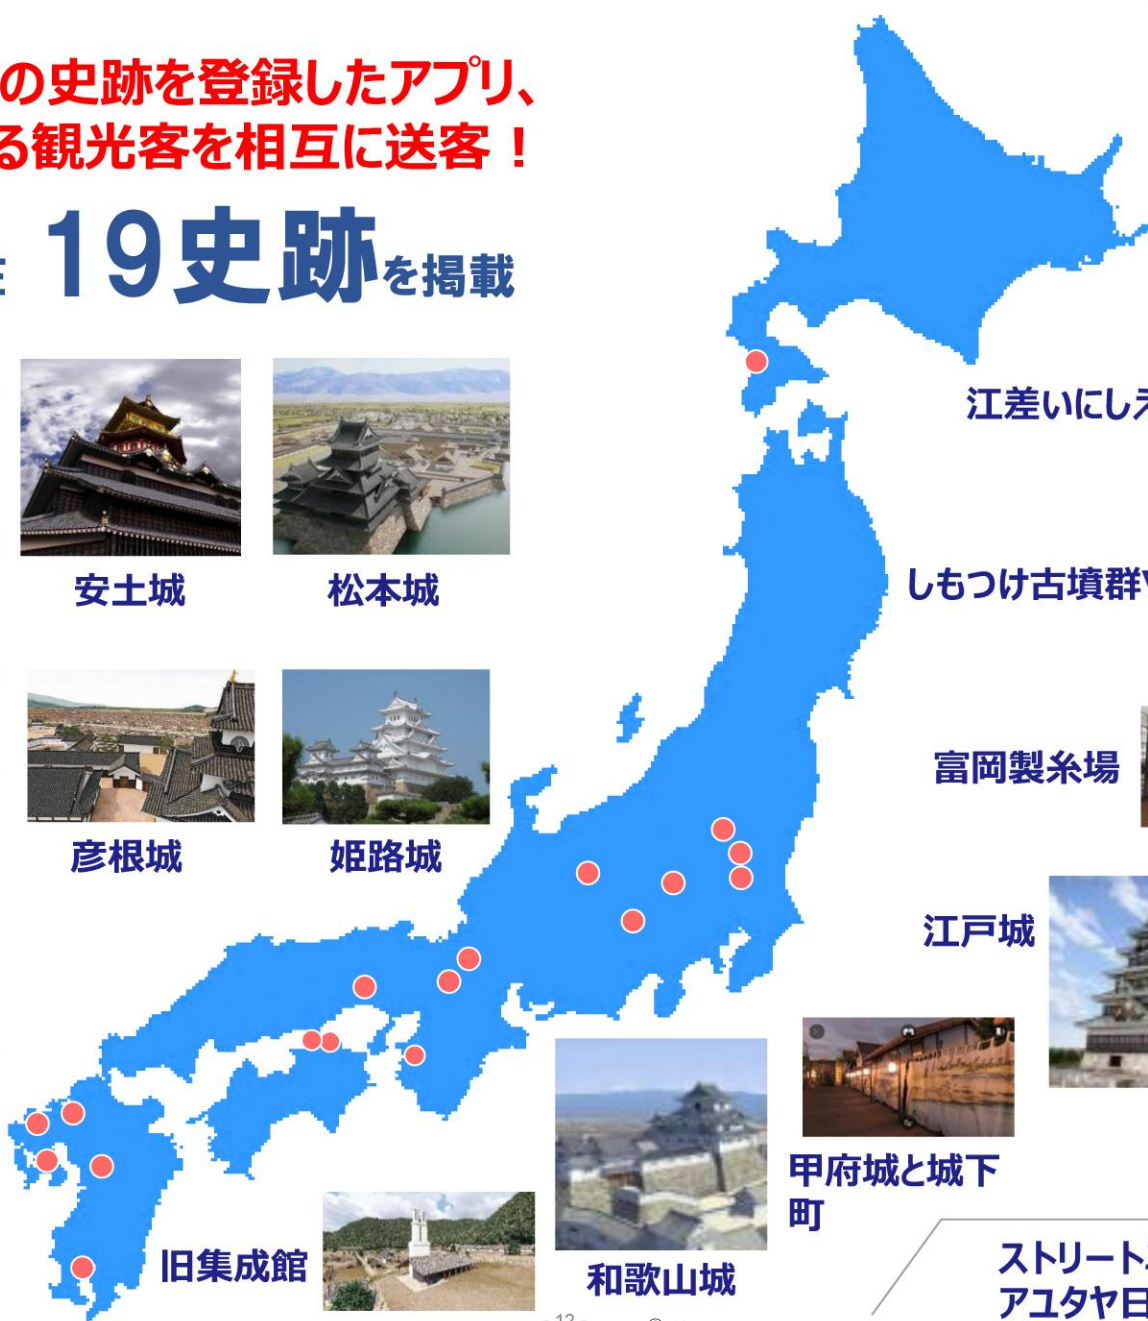 の史跡を登録したアプリ、
る観光客を相互に送客！
19史跡を掲載
江差いにしえ
安土城
松本城
しもつけ古墳群
富岡製糸場
彦根城
姫路城
江戸城
甲府城と城下
町
旧集成館
和歌山城
ストリート
アユタヤ日
12